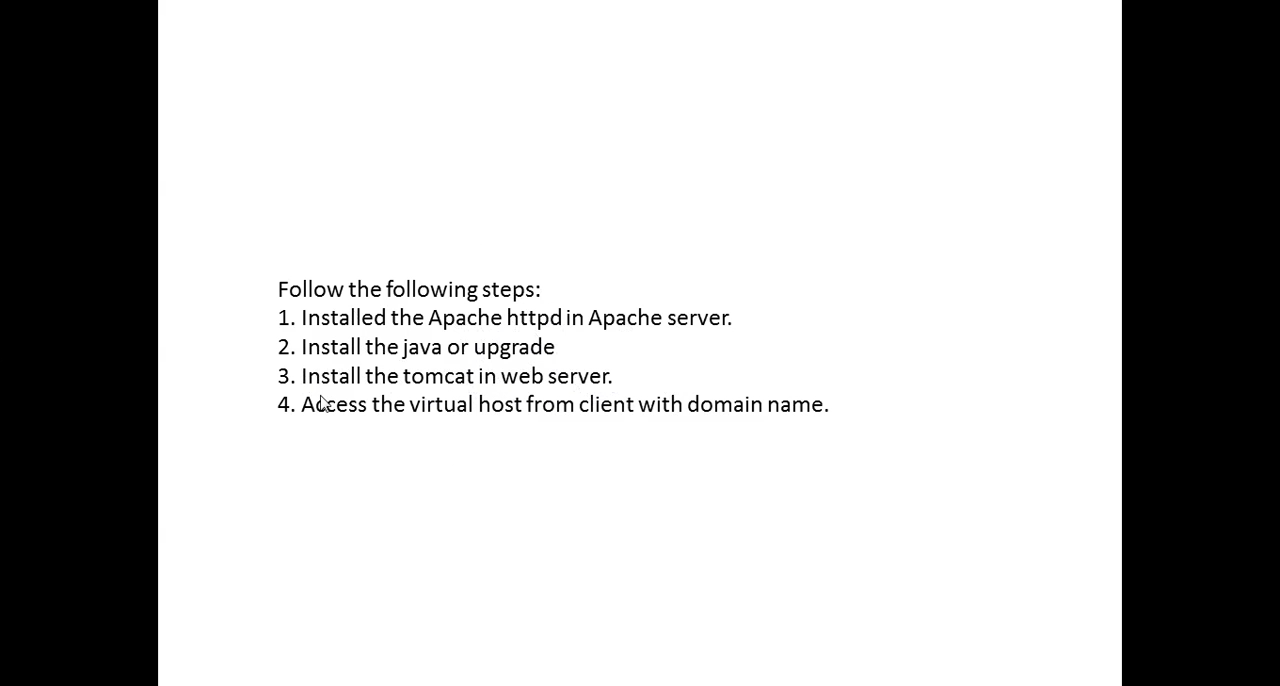 Follow the following steps:
1. Installed the Apache httpd in Apache server.
2. Install the java or upgrade
3. Install the tomcat in web server.
4. Access the virtual host from client with domain name.